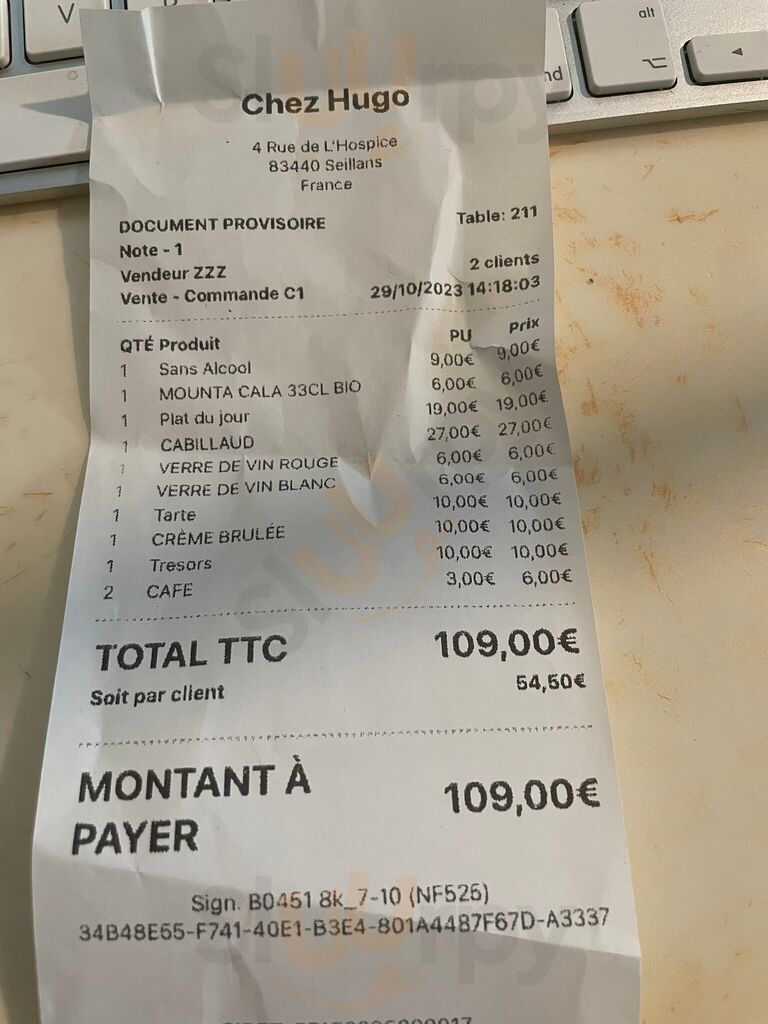 V
alt
nd
Chez Hugo
4 Rue de L'Hospice
83440 Seillans
France
DOCUMENT PROVISOIRE Table: 211
Note - 1
Vendeur ZZZ 2 clients
Vente - Commande C1 29/10/2023 14:18:03
QTÉ Produit PU Prix
1 Sans Alcool 9,00€ 9,00€
1 MOUNTA CALA 33CL BIO 6,00€ 6,00€
1 Plat du jour 19,00€ 19,00€
1 CABILLAUD 27,00€ 27,00€
1 VERRE DE VIN ROUGE 6,00€ 6,00€
1 VERRE DE VIN BLANC 6,00€ 6,00€
1 Tarte 10,00€ 10,00€
1 CRÈME BRULÉE 10,00€ 10,00€
1 Tresors 10,00€ 10,00€
2 CAFE 3,00€ 6,00€
TOTAL TTC 109,00€
Soit par client 54,50€
MONTANT À
PAYER 109,00€
Sign. B0451 8k_7-10 (NF525)
34B48E55-F741-40E1-B3E4-801A4487F67D-A3337
sluurpy
sluurpy
sluurpy